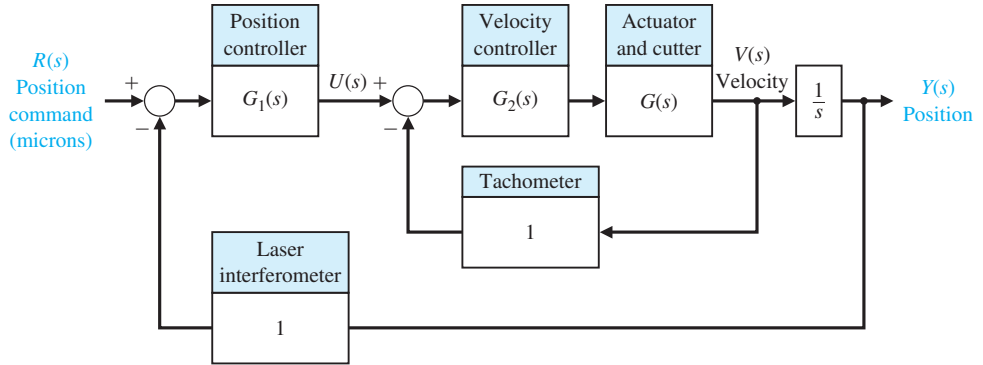 Position
controller
Velocity
controller
Actuator
and cutter
R(s)
Position
command
(microns)
+
−
G₁(s)
U(s) +
−
G₂(s)
G(s)
V(s)
Velocity
1
s
Y(s)
Position
Tachometer
1
Laser
interferometer
1